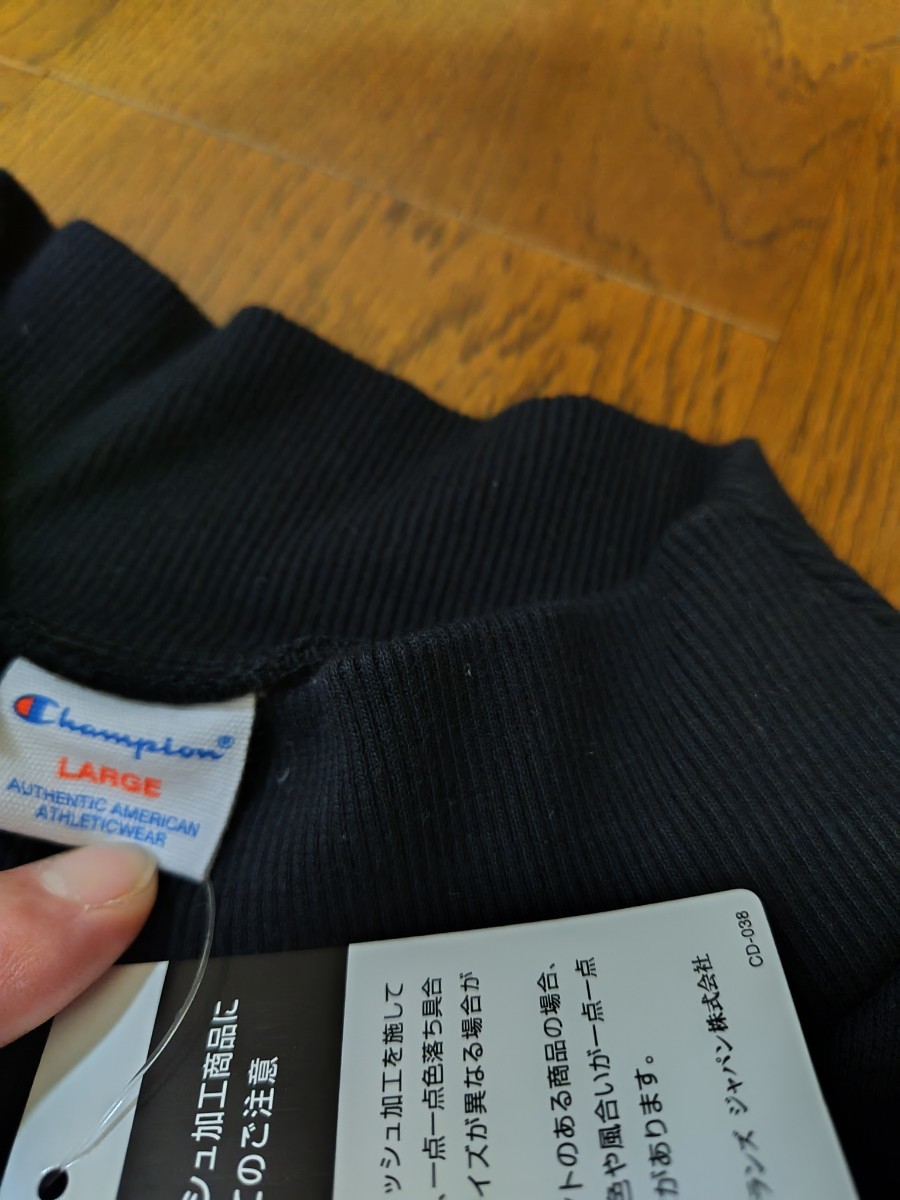 Champion®
LARGE
AUTHENTIC AMERICAN
ATHLETICWEAR
シュ加工商品に
のご注意
ッシュ加工を施して
、一点一点色落ち具合
イズが異なる場合が
トのある商品の場合、
色や風合いが一点一点
があります。
ランズ ジャパン株式会社
CD-038